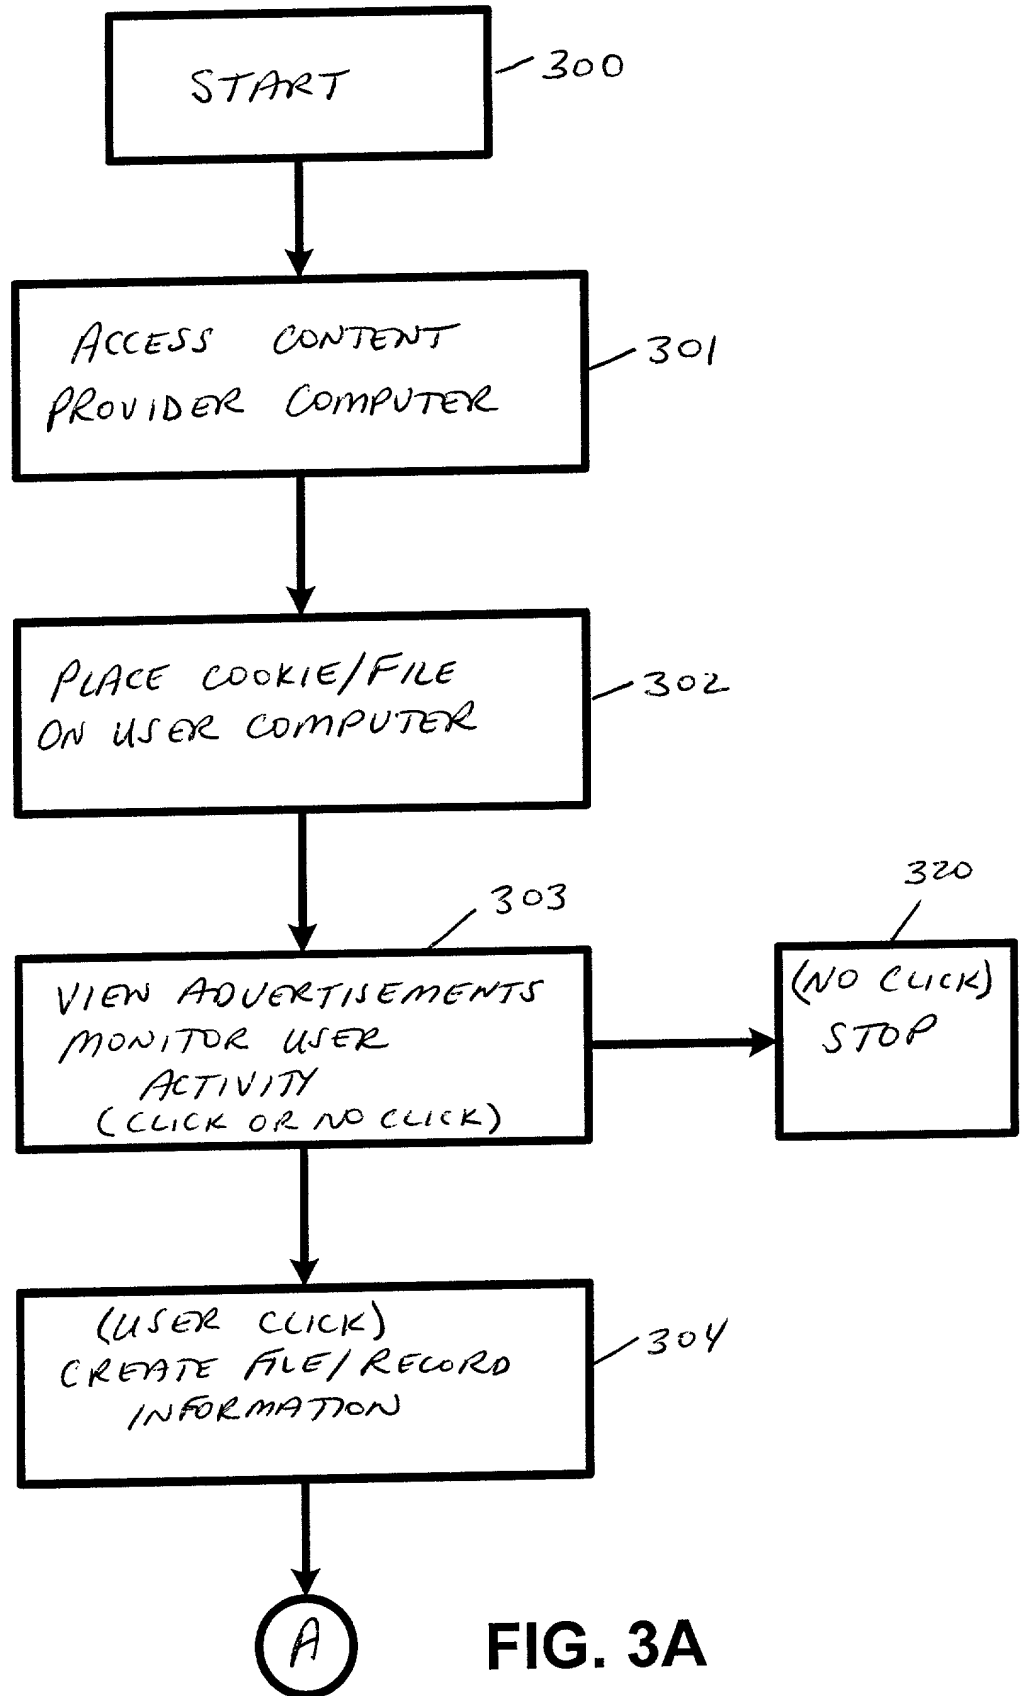 START
300
ACCESS CONTENT
PROVIDER COMPUTER
301
PLACE COOKIE/FILE
ON USER COMPUTER
302
303
320
VIEW ADVERTISEMENTS
MONITOR USER
ACTIVITY
(CLICK OR NO CLICK)
(NO CLICK)
STOP
(USER CLICK)
CREATE FILE/RECORD
INFORMATION
304
A
FIG. 3A